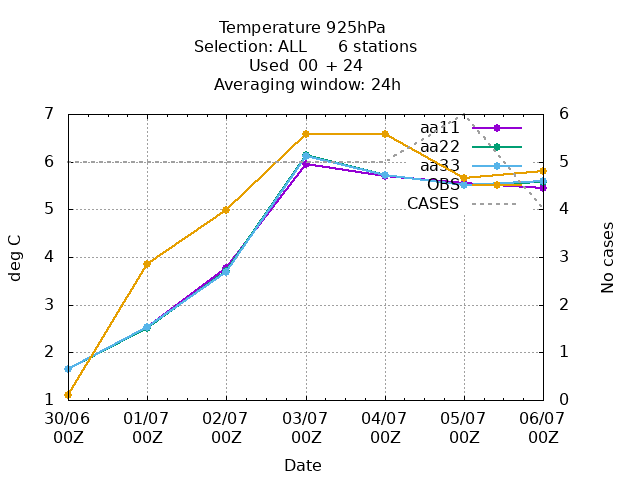 Temperature 925hPa
Selection: ALL 6 stations
Used 00 + 24
Averaging window: 24h
7
6
5
4
3
2
1
deg C
6
5
4
3
2
1
0
No cases
aa11
aa22
aa33
OBS
CASES
30/06 01/07 02/07 03/07 04/07 05/07 06/07
00Z 00Z 00Z 00Z 00Z 00Z 00Z
Date